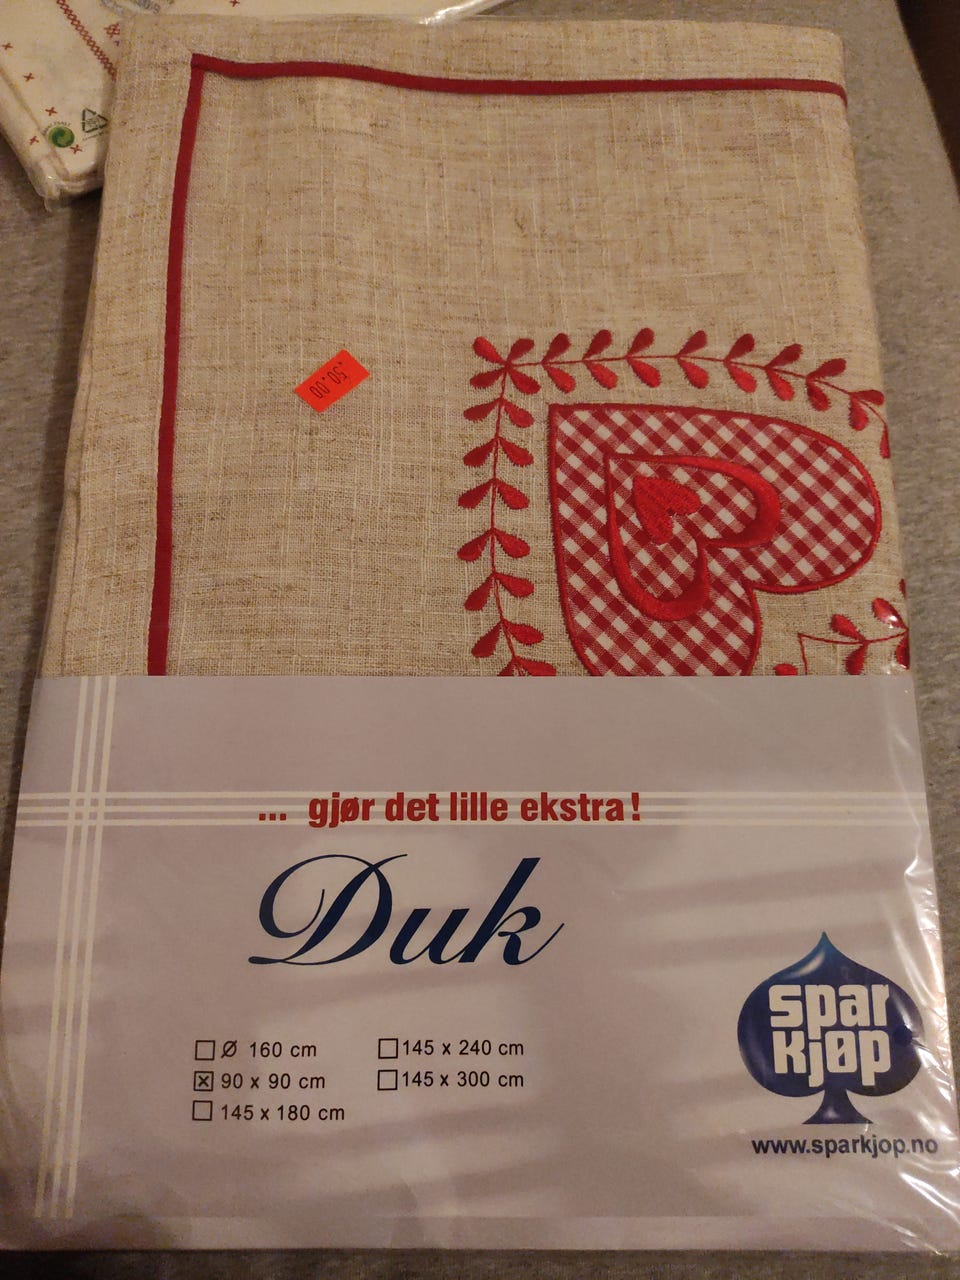 50.00
... gjør det lille ekstra!
Duk
Ø 160 cm
90 x 90 cm
145 x 180 cm
145 x 240 cm
145 x 300 cm
spar
kjøp
www.sparkjop.no